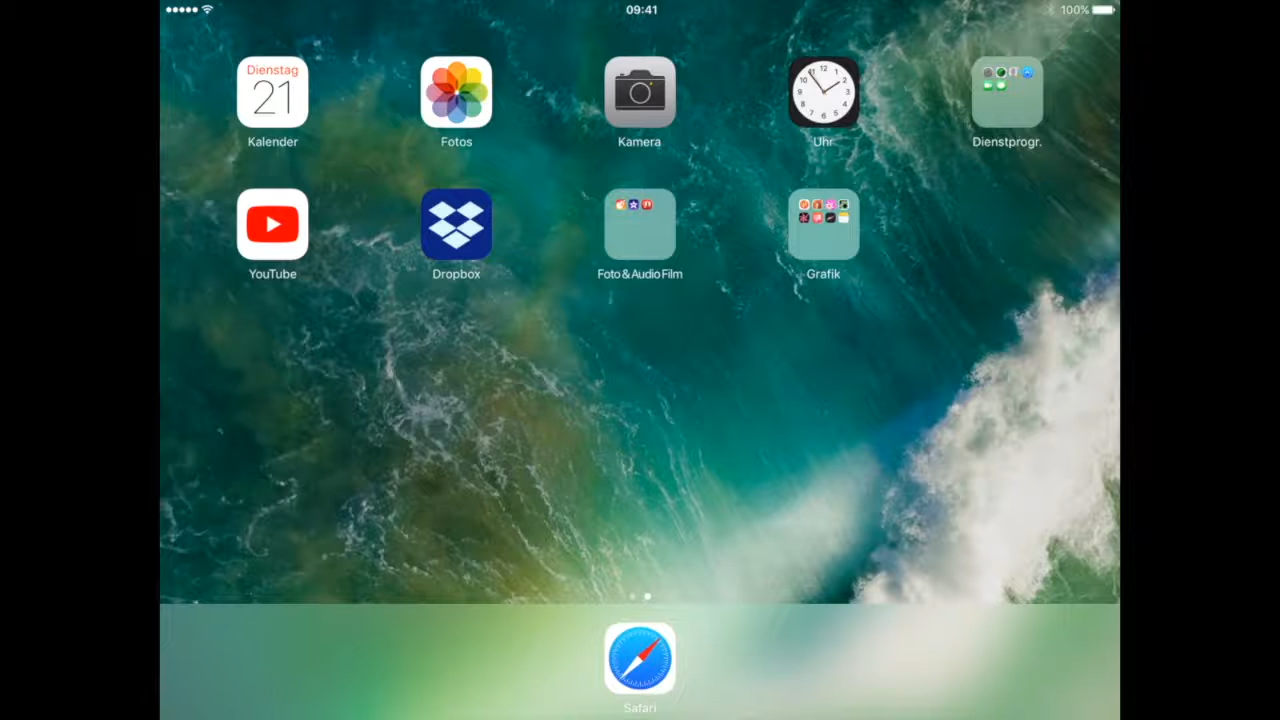 09:41
100%
Dienstag
21
Kalender
Fotos
Kamera
Uhr
Dienstprogr.
YouTube
Dropbox
Foto & Audio Film
Grafik
Safari